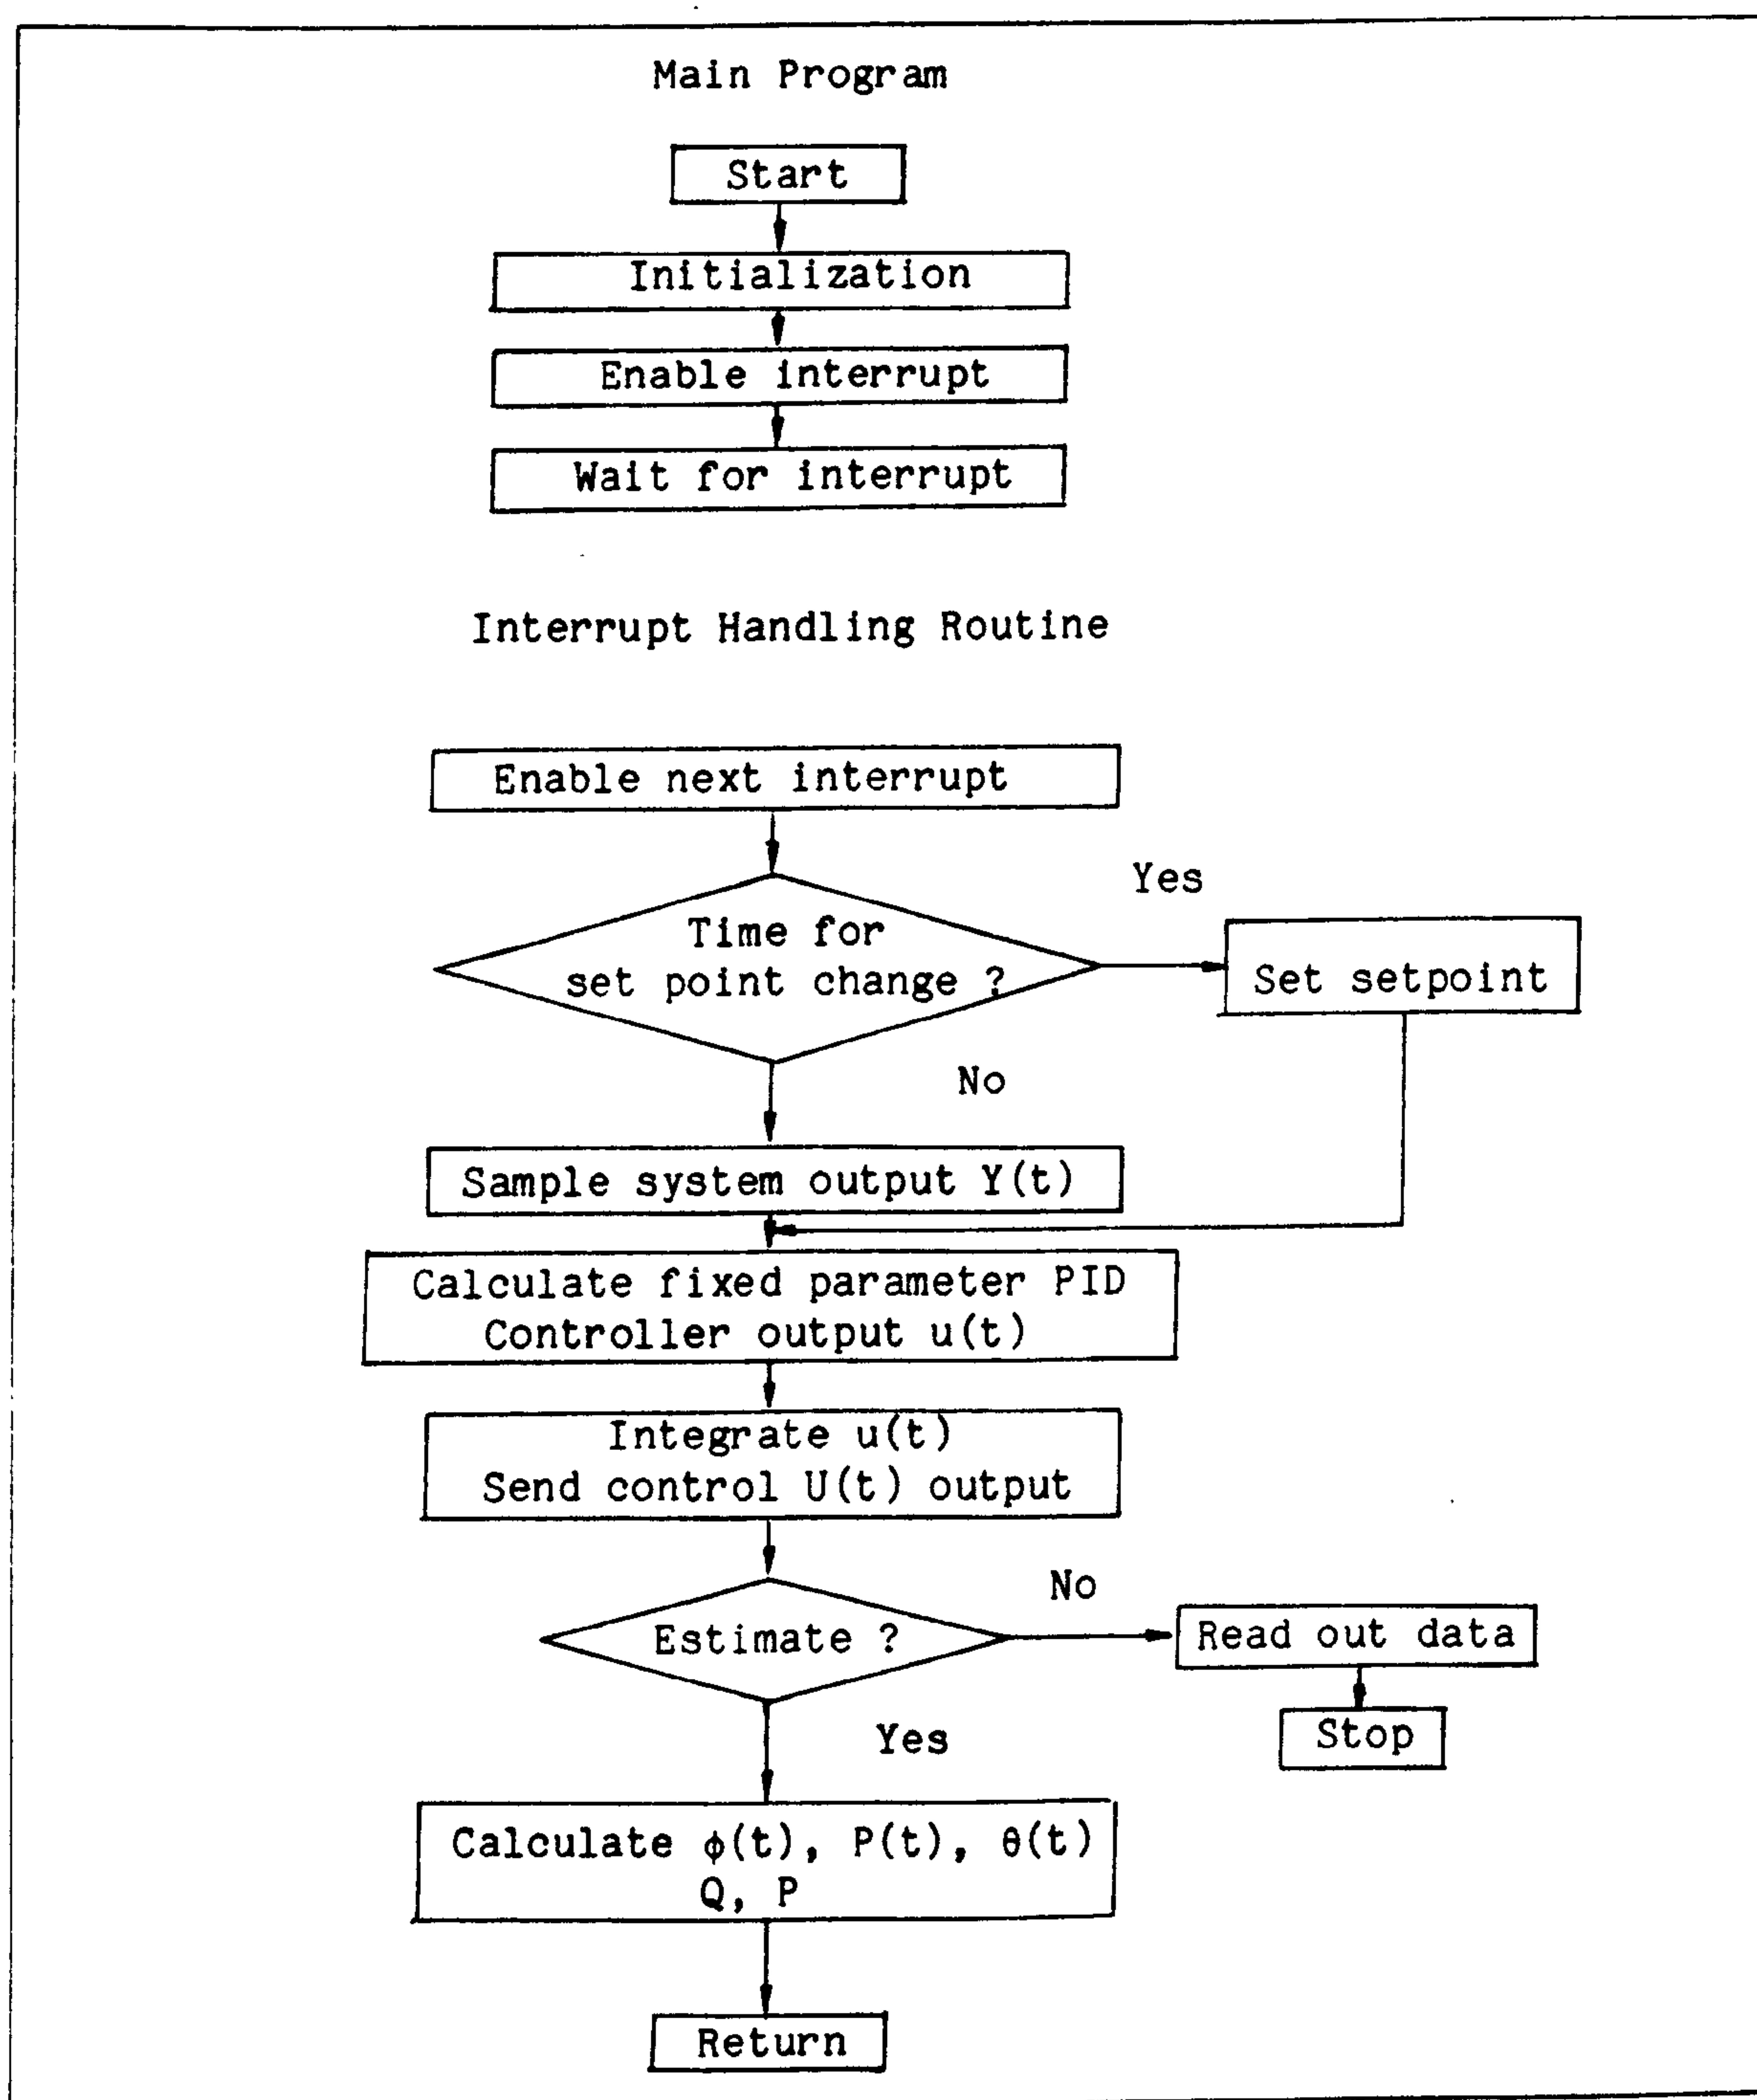 Main Program
Start
Initialization
Enable interrupt
Wait for interrupt
Interrupt Handling Routine
Enable next interrupt
Yes
Time for
set point change ?
Set setpoint
No
Sample system output Y(t)
Calculate fixed parameter PID
Controller output u(t)
Integrate u(t)
Send control U(t) output
No
Estimate ?
Read out data
Yes
Stop
Calculate ϕ(t), P(t), θ(t)
Q, P
Return